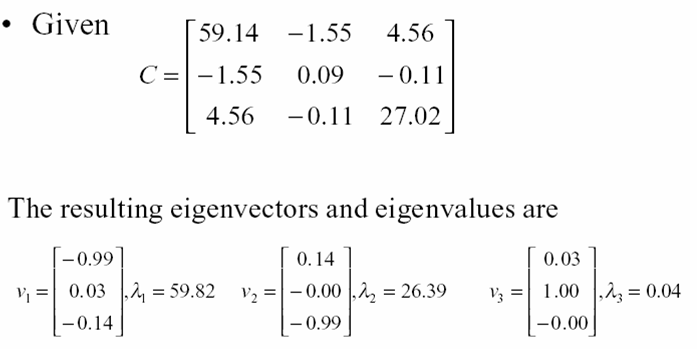 • Given
C = [59.14 −1.55 4.56
−1.55 0.09 −0.11
4.56 −0.11 27.02]
The resulting eigenvectors and eigenvalues are
v₁ = [−0.99 0.03 −0.14], λ₁ = 59.82 v₂ = [0.14 −0.00 −0.99], λ₂ = 26.39 v₃ = [0.03 1.00 −0.00], λ₃ = 0.04